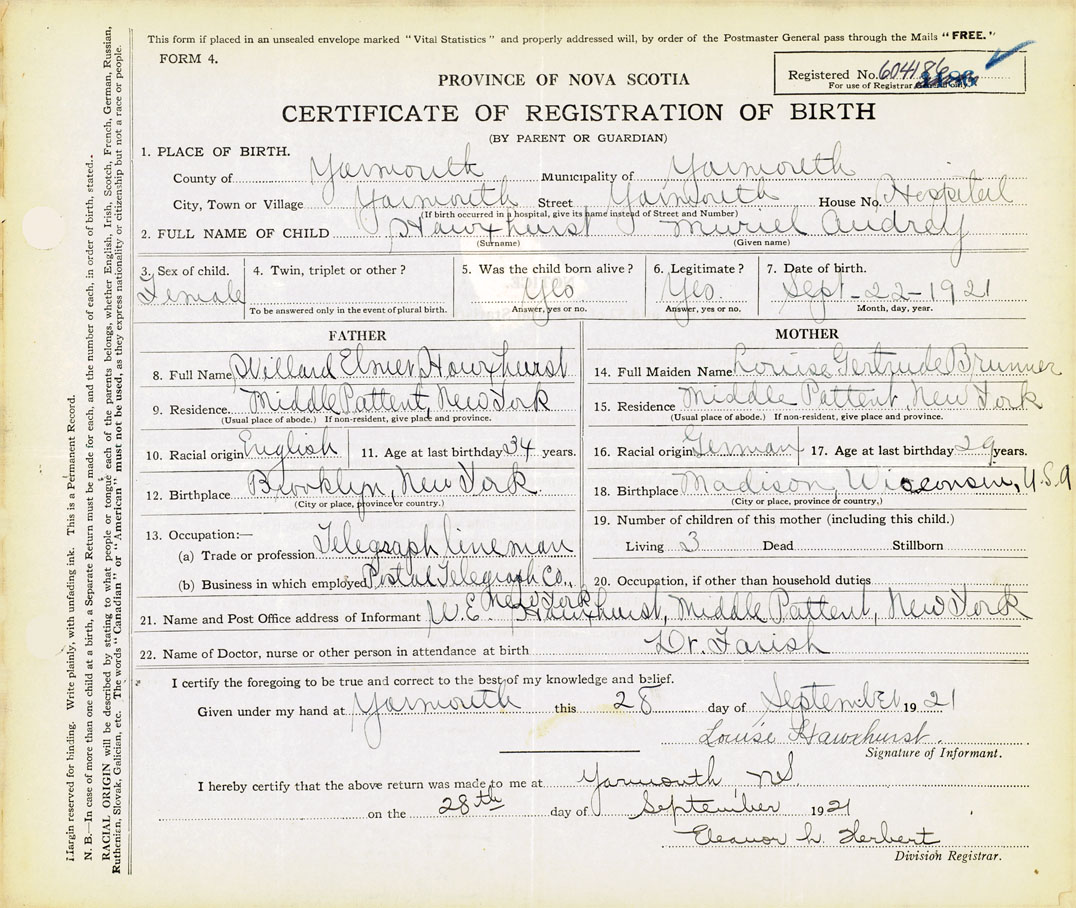 This form if placed in an unsealed envelope marked "Vital Statistics" and properly addressed will, by order of the Postmaster General pass through the Mails "FREE."
FORM 4.
Registered No. 604186
For use of Registrar General only.
PROVINCE OF NOVA SCOTIA
CERTIFICATE OF REGISTRATION OF BIRTH
(BY PARENT OR GUARDIAN)
1. PLACE OF BIRTH.
County of Yarmouth Municipality of Yarmouth
City, Town or Village Yarmouth Street Yarmouth House No. Hospital
(If birth occurred in a hospital, give its name instead of Street and Number)
2. FULL NAME OF CHILD Hawxhurst Muriel Audrey
(Surname) (Given name)
3. Sex of child. 4. Twin, triplet or other? 5. Was the child born alive? 6. Legitimate? 7. Date of birth.
Female Yes Yes. Sept-22-1921
To be answered only in the event of plural birth. Answer, yes or no. Answer, yes or no. Month, day, year.
FATHER
8. Full Name Willard Elmer Hawxhurst
9. Residence. Middle Pattent, New York
(Usual place of abode.) If non-resident, give place and province.
10. Racial origin English 11. Age at last birthday 34 years.
12. Birthplace Brooklyn, New York
(City or place, province or country.)
13. Occupation:—
(a) Trade or profession Telegraph lineman
(b) Business in which employed Postal Telegraph Co., New York
MOTHER
14. Full Maiden Name Louise Gertrude Brunner
15. Residence Middle Pattent, New York
(Usual place of abode.) If non-resident, give place and province.
16. Racial origin German 17. Age at last birthday 29 years.
18. Birthplace Madison, Wisconsin, U.S.A
(City or place, province or country,)
19. Number of children of this mother (including this child.)
Living 3 Dead Stillborn
20. Occupation, if other than household duties
21. Name and Post Office address of Informant W.E. Hawxhurst, Middle Pattent, New York
22. Name of Doctor, nurse or other person in attendance at birth Dr. Farish
I certify the foregoing to be true and correct to the best of my knowledge and belief.
Given under my hand at Yarmouth this 28 day of September 1921
Louise Hawxhurst.
Signature of Informant.
I hereby certify that the above return was made to me at Yarmouth NS
on the 28th day of September 1921
Eleanor L. Herbert
Division Registrar.
Margin reserved for binding. Write plainly, with unfading ink. This is a Permanent Record.
N. B.—In case of more than one child at a birth, a Separate Return must be made for each, and the number of each, in order of birth, stated..
RACIAL ORIGIN will be described by stating to what people or tongue each of the parents belongs, whether English, Irish, Scotch, French, German, Russian,
Ruthenian, Slovak, Galician, etc. The words "Canadian" or "American" must not be used, as they express nationality or citizenship but not a race or people.